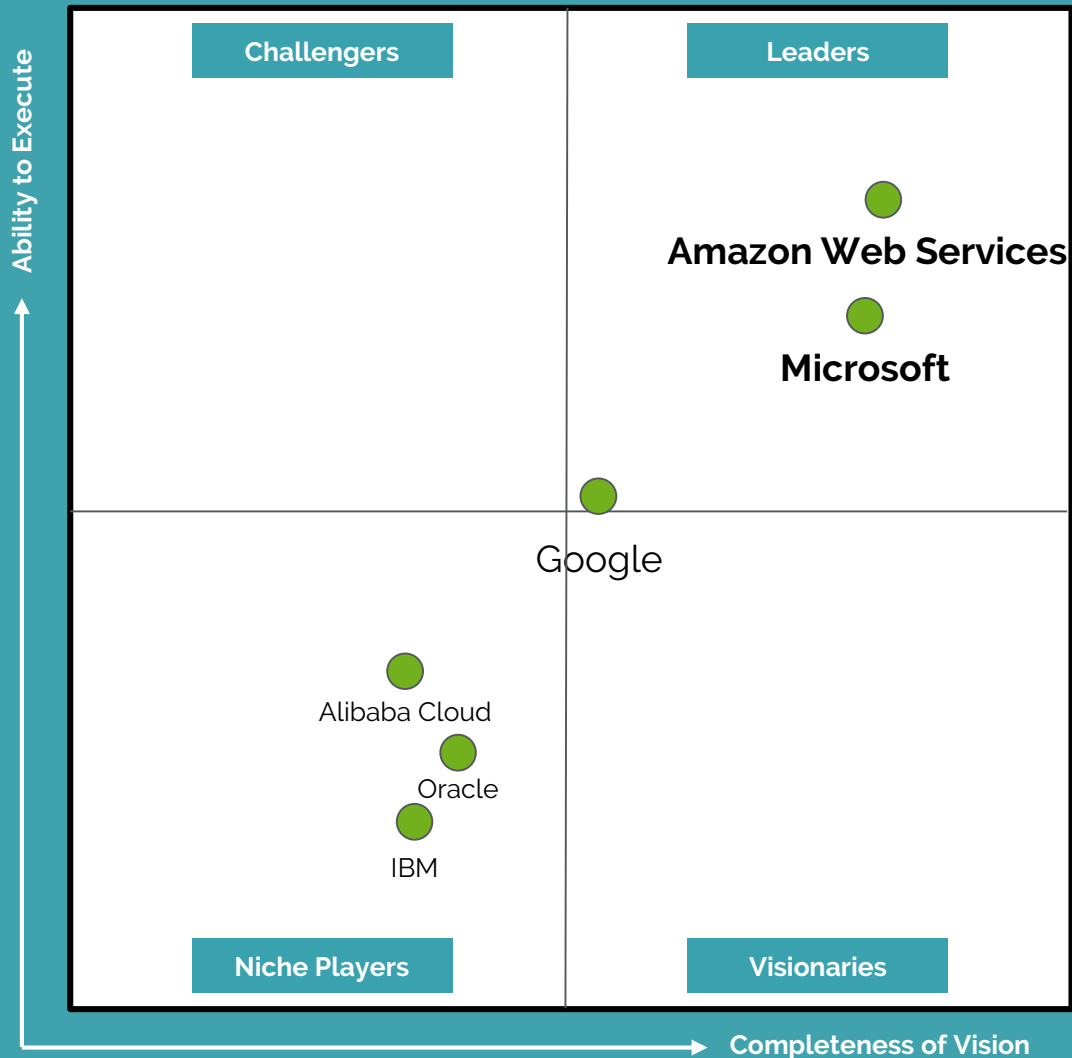 Challengers
Leaders
Ability to Execute
Amazon Web Services
Microsoft
Google
Alibaba Cloud
Oracle
IBM
Niche Players
Visionaries
Completeness of Vision